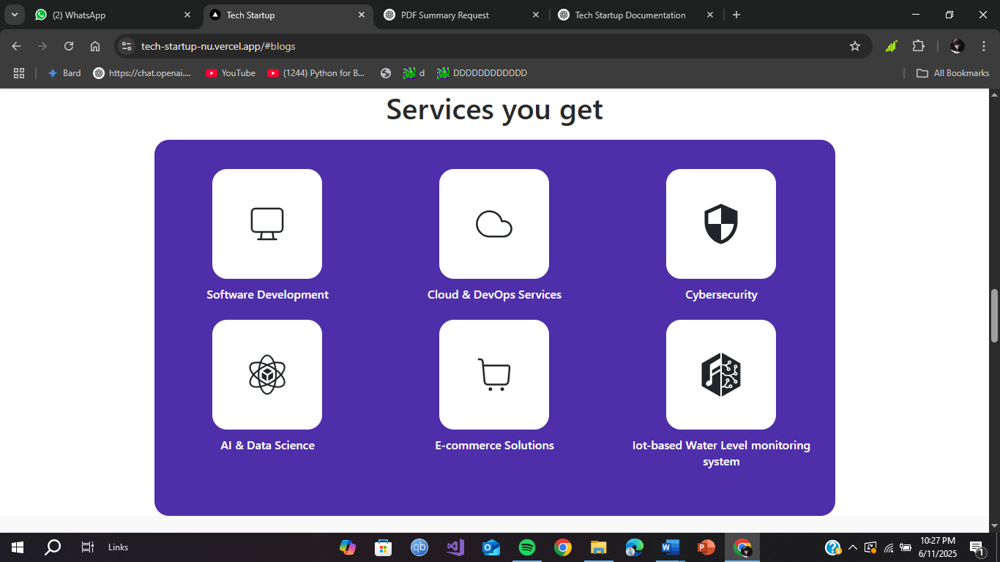 (2) WhatsApp
Tech Startup
PDF Summary Request
Tech Startup Documentation
tech-startup-nu.vercel.app/#blogs
Bard
https://chat.openai....
YouTube
(1244) Python for B...
d
DDDDDDDDDDDD
All Bookmarks
Services you get
Software Development
Cloud & DevOps Services
Cybersecurity
AI & Data Science
E-commerce Solutions
Iot-based Water Level monitoring
system
Links
qb
10:27 PM
6/11/2025
1